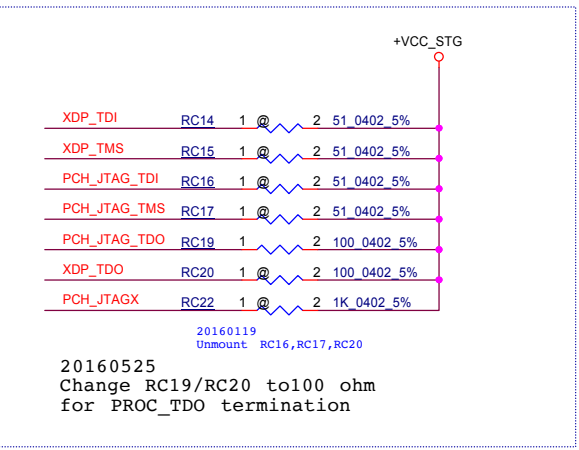 +VCC_STG
XDP_TDI RC14 1 @ 2 51_0402_5%
XDP_TMS RC15 1 @ 2 51_0402_5%
PCH_JTAG_TDI RC16 1 @ 2 51_0402_5%
PCH_JTAG_TMS RC17 1 @ 2 51_0402_5%
PCH_JTAG_TDO RC19 1 2 100_0402_5%
XDP_TDO RC20 1 @ 2 100_0402_5%
PCH_JTAGX RC22 1 @ 2 1K_0402_5%
20160119
Unmount RC16,RC17,RC20
20160525
Change RC19/RC20 to100 ohm
for PROC_TDO termination